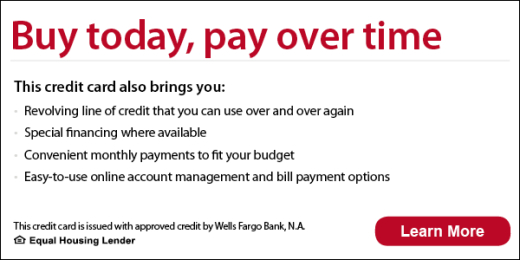 Buy today, pay over time
This credit card also brings you:
· Revolving line of credit that you can use over and over again
· Special financing where available
· Convenient monthly payments to fit your budget
· Easy-to-use online account management and bill payment options
This credit card is issued with approved credit by Wells Fargo Bank, N.A.
Equal Housing Lender
Learn More